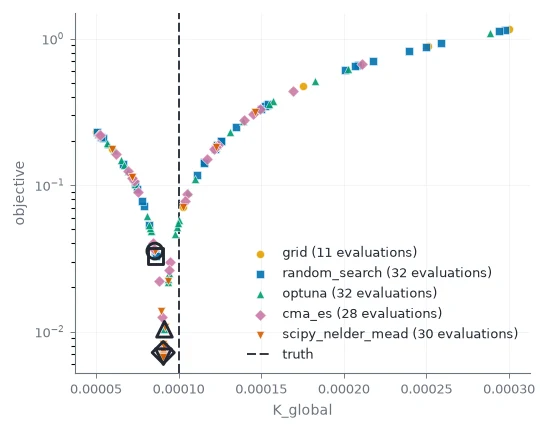 10⁰
10⁻¹
10⁻²
objective
grid (11 evaluations)
random_search (32 evaluations)
optuna (32 evaluations)
cma_es (28 evaluations)
scipy_nelder_mead (30 evaluations)
truth
0.00005 0.00010 0.00015 0.00020 0.00025 0.00030
K_global